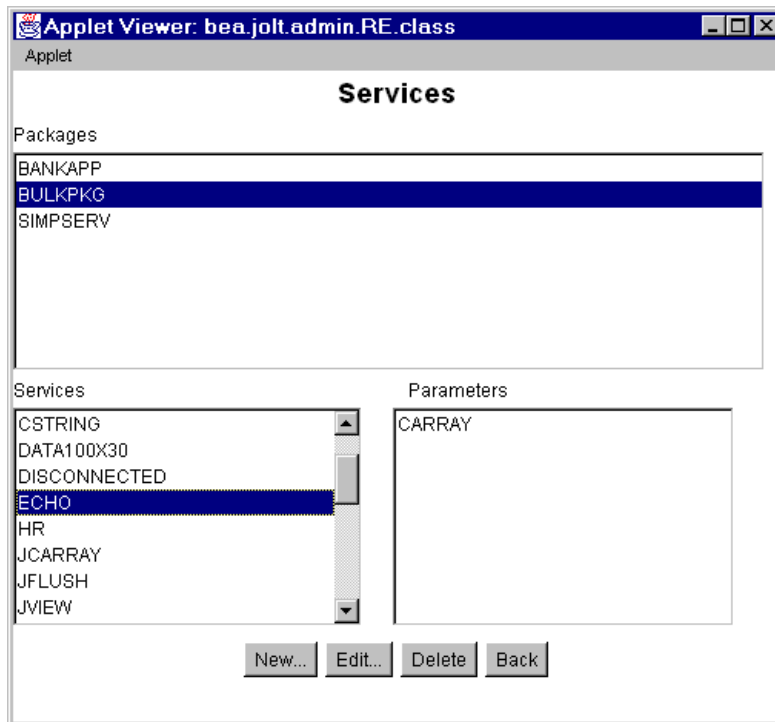 Applet Viewer: bea.jolt.admin.RE.class
Applet
Services
Packages
BANKAPP
BULKPKG
SIMPSERV
Services
Parameters
CSTRING
CARRAY
DATA100X30
DISCONNECTED
ECHO
HR
JCARRAY
JFLUSH
JVIEW
New... Edit... Delete Back